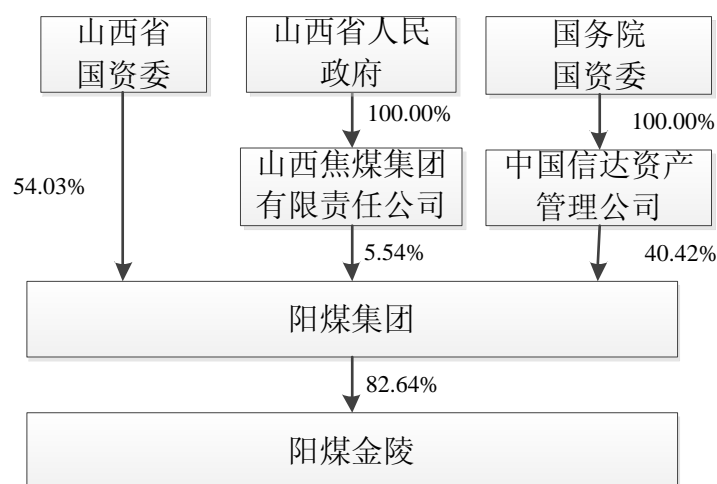 山西省
国资委
山西省人民
政府
国务院
国资委
100.00%
100.00%
山西焦煤集团
有限责任公司
中国信达资产
管理公司
54.03%
5.54%
40.42%
阳煤集团
82.64%
阳煤金陵